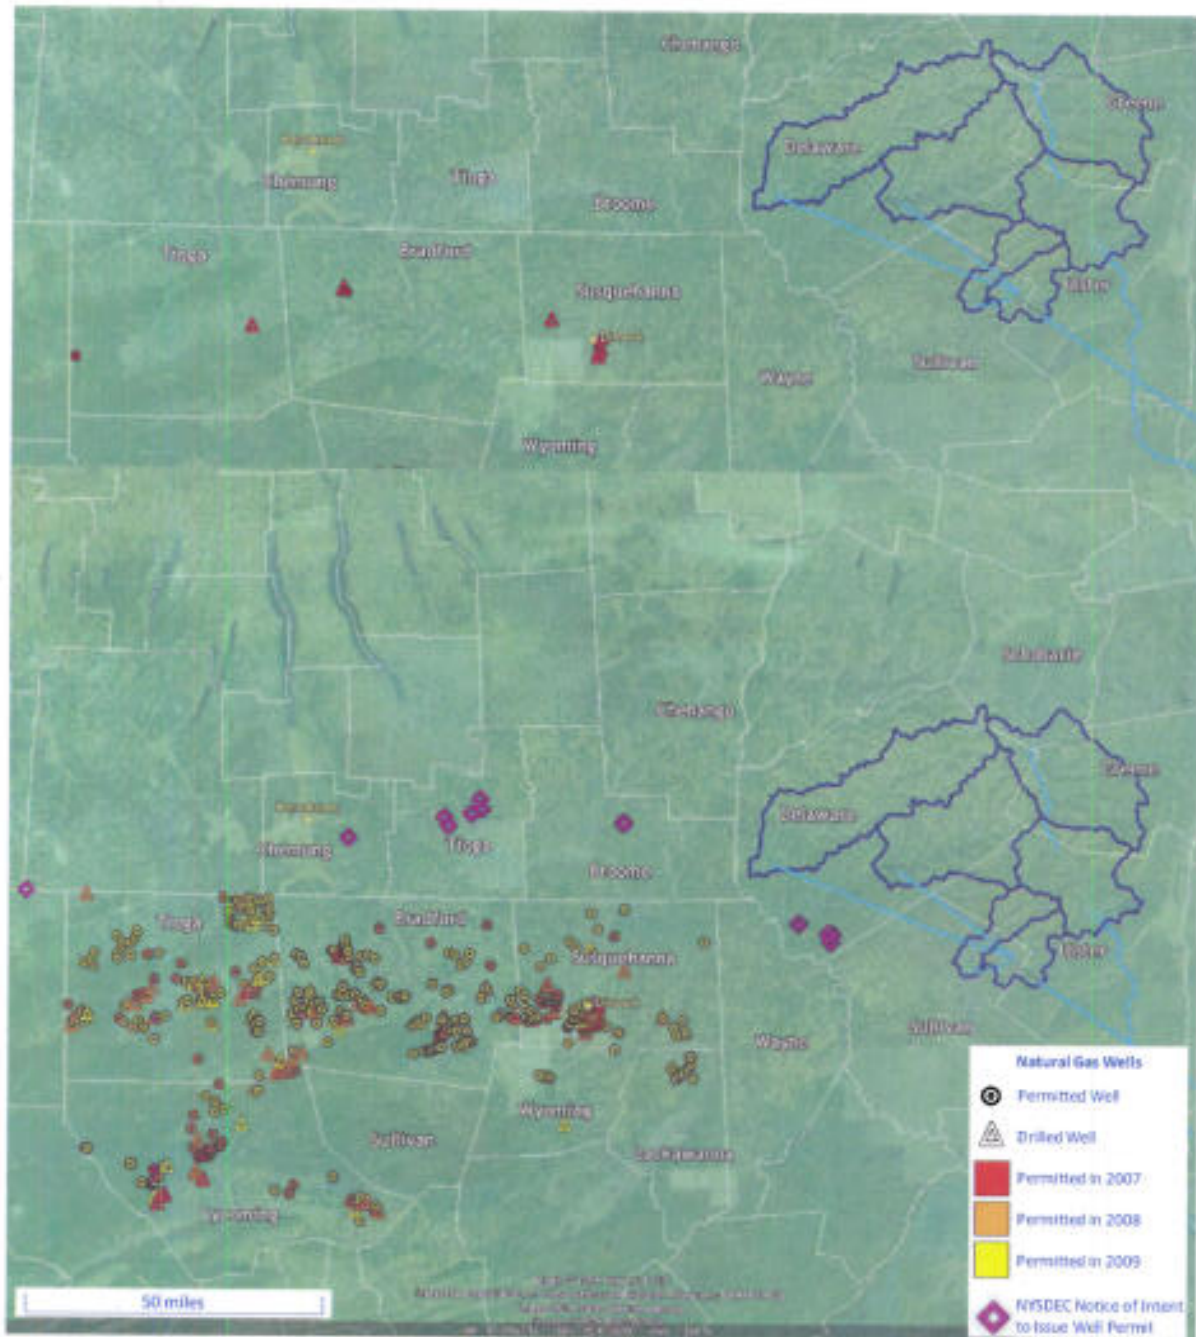 Chenango
Greene
Delaware
Chemung
Tioga
Broome
Tioga
Bradford
Susquehanna
Ulster
Sullivan
Wayne
Wyoming
Schoharie
Chenango
Greene
Delaware
Chemung
Tioga
Broome
Tioga
Bradford
Susquehanna
Ulster
Sullivan
Wayne
Wyoming
Sullivan
Lackawanna
Lycoming
Natural Gas Wells
Permitted Well
Drilled Well
Permitted in 2007
Permitted in 2008
Permitted in 2009
NYSDEC Notice of Intent
to Issue Well Permit
50 miles